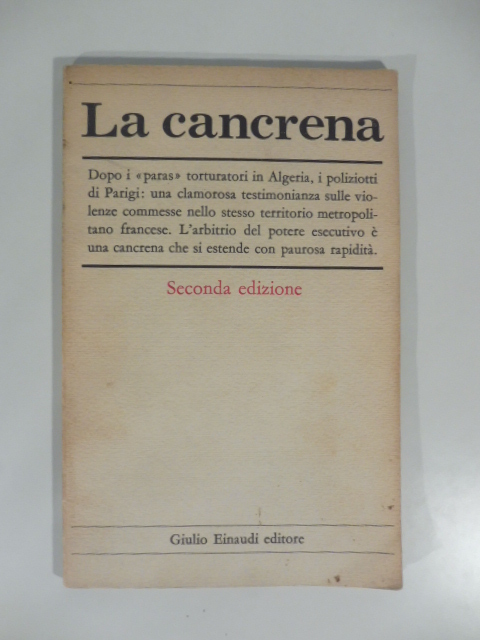 La cancrena
Dopo i «paras» torturatori in Algeria, i poliziotti
di Parigi: una clamorosa testimonianza sulle vio-
lenze commesse nello stesso territorio metropoli-
tano francese. L'arbitrio del potere esecutivo è
una cancrena che si estende con paurosa rapidità.
Seconda edizione
Giulio Einaudi editore